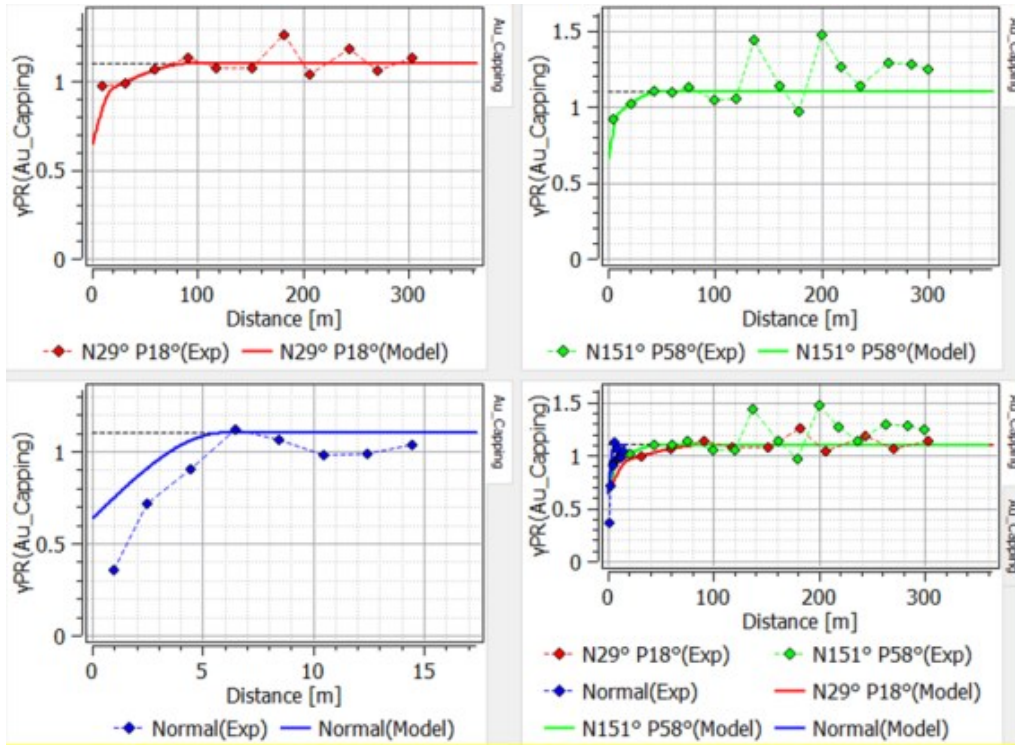 Au_Capping
γPR(Au_Capping)
1
0.5
0
0 100 200 300
Distance [m]
N29° P18°(Exp) N29° P18°(Model)
Au_Capping
γPR(Au_Capping)
1.5
1
0.5
0
0 100 200 300
Distance [m]
N151° P58°(Exp) N151° P58°(Model)
Au_Capping
γPR(Au_Capping)
1
0.5
0
0 5 10 15
Distance [m]
Normal(Exp) Normal(Model)
γPR(Au_Capping)
1.5
1
0.5
0
0 100 200 300
Distance [m]
N29° P18°(Exp) N151° P58°(Exp)
Normal(Exp) N29° P18°(Model)
N151° P58°(Model) Normal(Model)